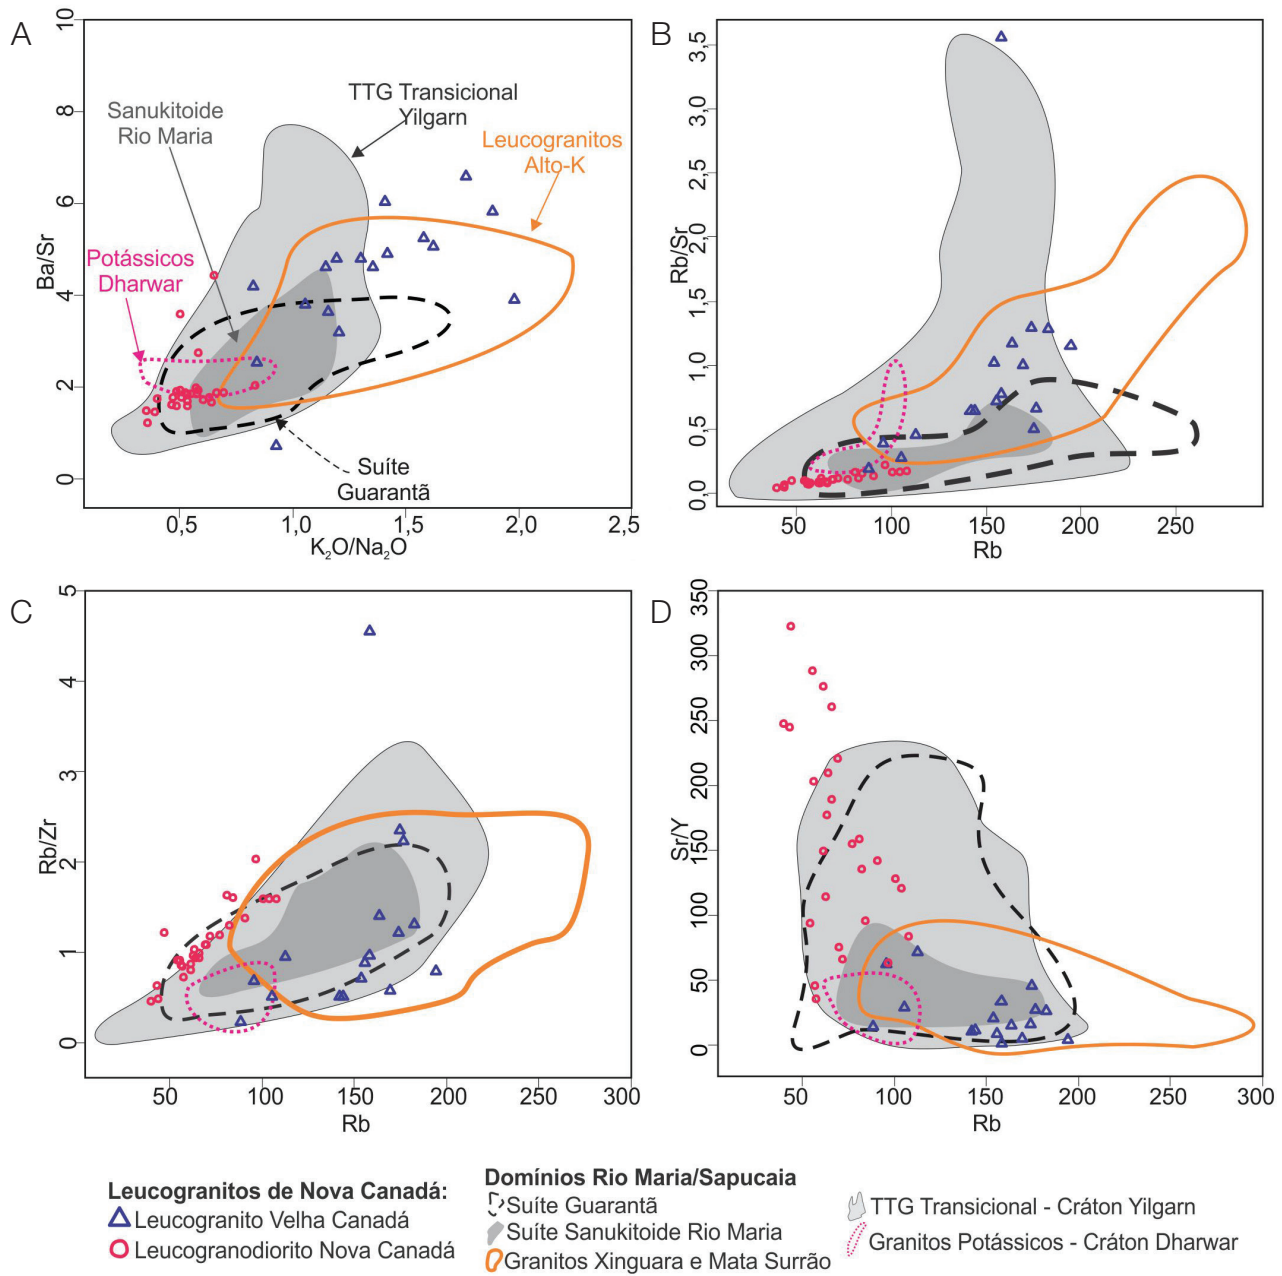 A
10
8
6
4
2
0
Ba/Sr
0,5
1,0
1,5
2,0
2,5
K2O/Na2O
Sanukitoide
Rio Maria
TTG Transicional
Yilgarn
Leucogranitos
Alto-K
Potássicos
Dharwar
Suíte
Guarantã
B
3,5
3,0
2,5
2,0
1,5
1,0
0,5
0,0
Rb/Sr
50
100
150
200
250
Rb
C
5
4
3
2
1
0
Rb/Zr
50
100
150
200
250
300
Rb
D
350
300
250
200
150
100
50
0
Sr/Y
50
100
150
200
250
300
Rb
Leucogranitos de Nova Canadá:
Leucogranito Velha Canadá
Leucogranodiorito Nova Canadá
Domínios Rio Maria/Sapucaia
Suíte Guarantã
Suíte Sanukitoide Rio Maria
Granitos Xinguara e Mata Surrão
TTG Transicional - Cráton Yilgarn
Granitos Potássicos - Cráton Dharwar